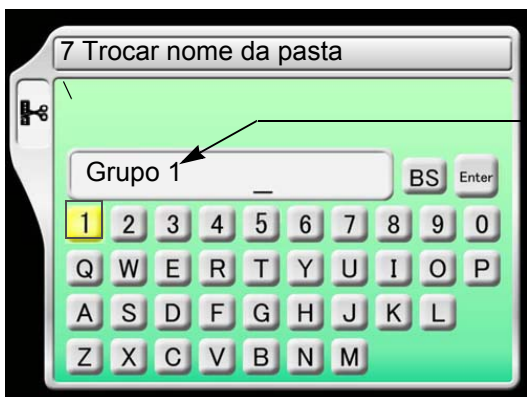 7 Trocar nome da pasta
\
Grupo 1 _
BS Enter
1 2 3 4 5 6 7 8 9 0
Q W E R T Y U I O P
A S D F G H J K L
Z X C V B N M